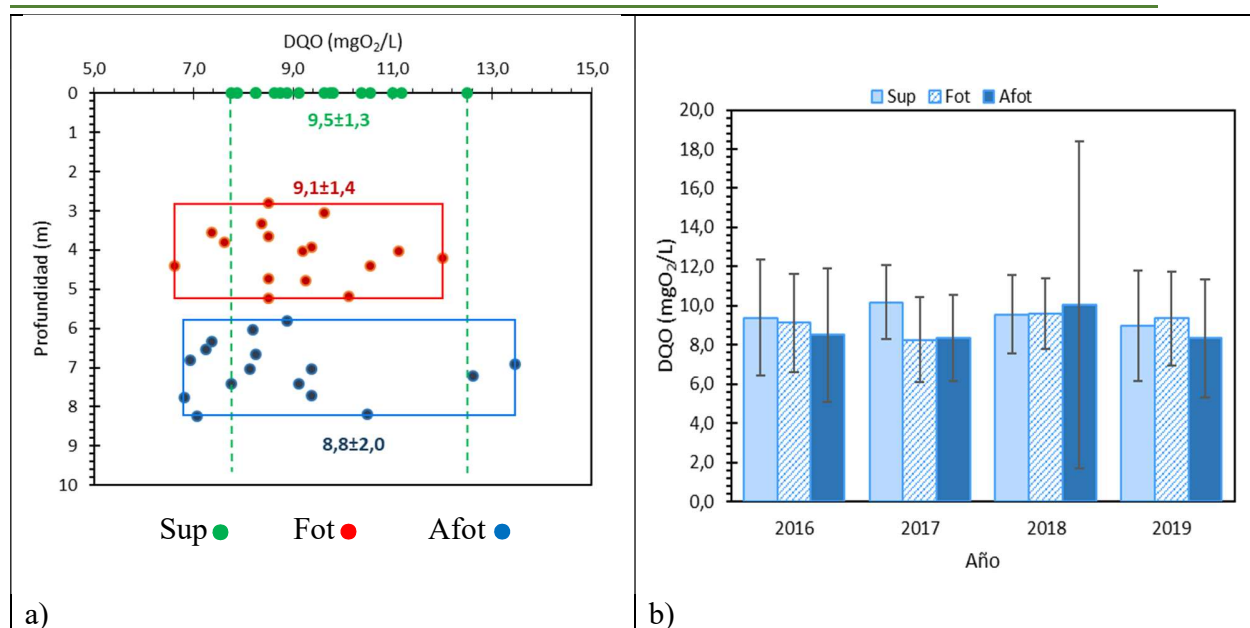 DQO (mgO₂/L)
5,0 7,0 9,0 11,0 13,0 15,0
0
1
2
3
4
5
6
7
8
9
10
Profundidad (m)
9,5±1,3
9,1±1,4
8,8±2,0
Sup Fot Afot
a)
Sup Fot Afot
20,0
18,0
16,0
14,0
12,0
10,0
8,0
6,0
4,0
2,0
0,0
DQO (mgO₂/L)
2016 2017 2018 2019
Año
b)